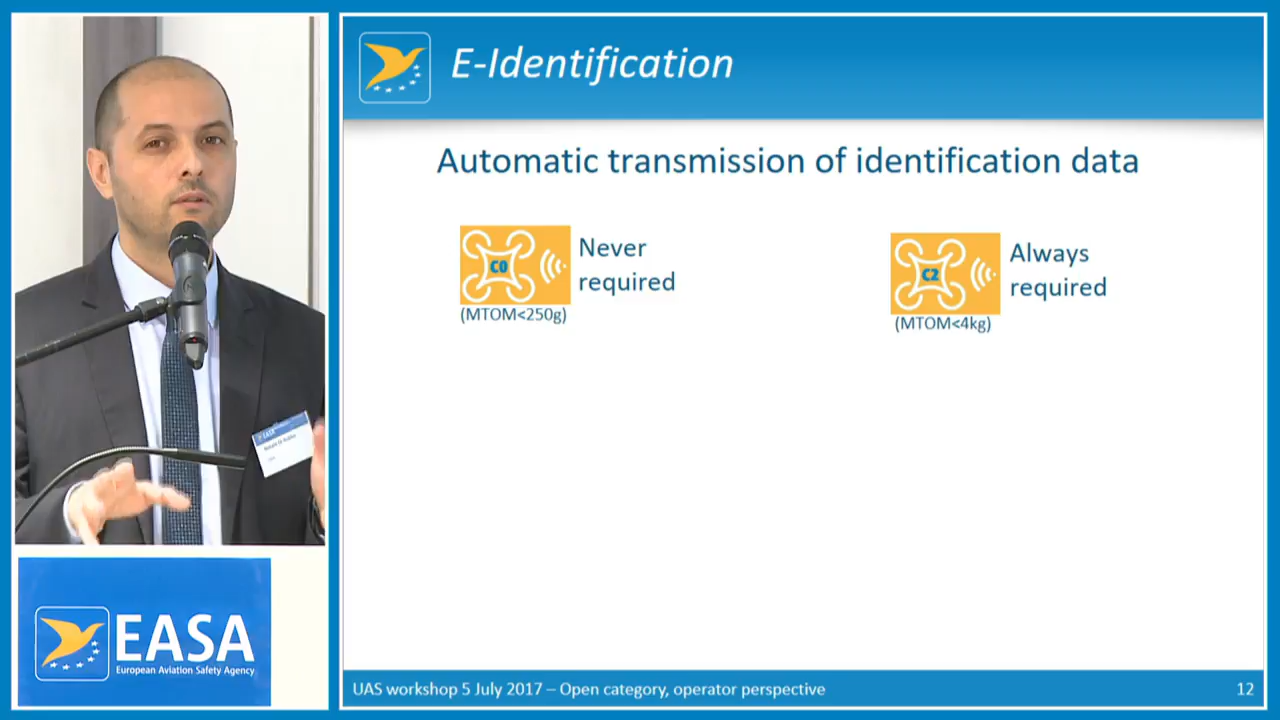 E-Identification
Automatic transmission of identification data
C0
Never
required
(MTOM<250g)
C2
Always
required
(MTOM<4kg)
EASA
EASA
European Aviation Safety Agency
UAS workshop 5 July 2017 – Open category, operator perspective
12